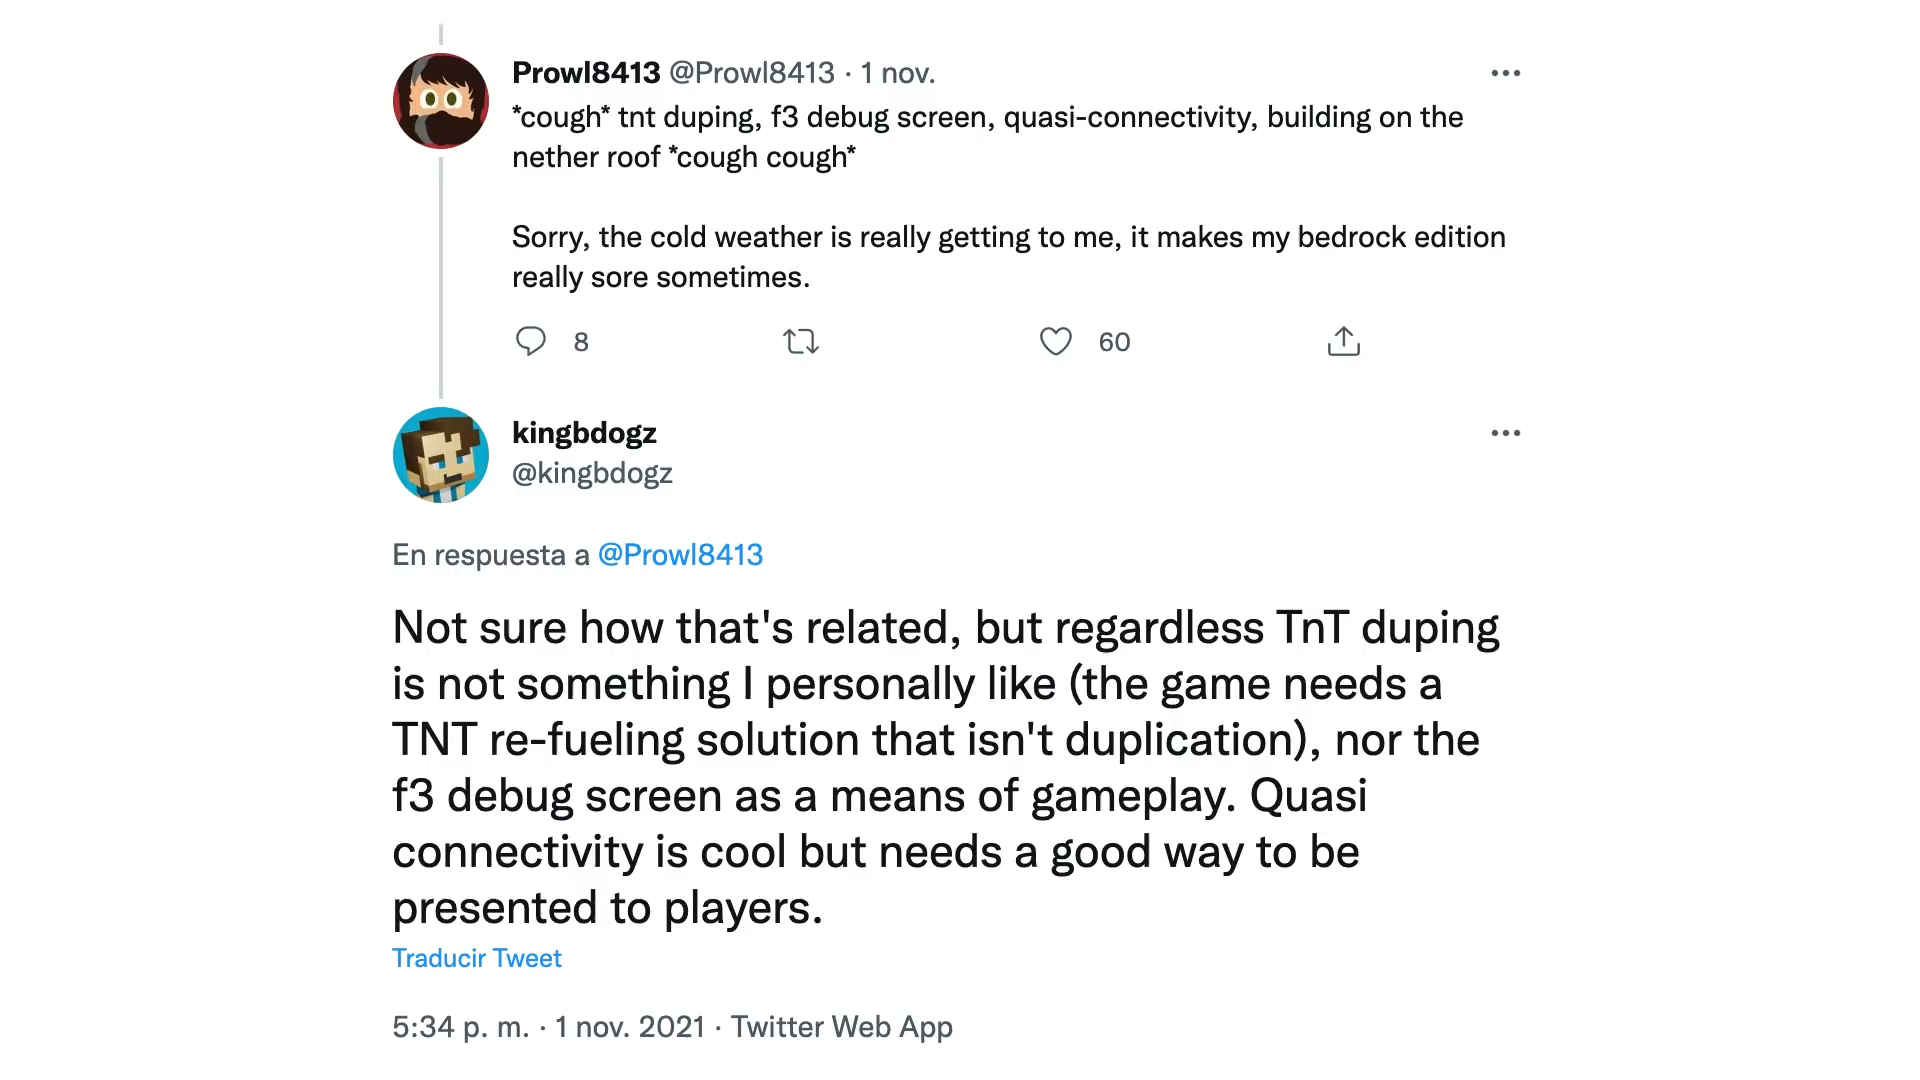 Prowl8413 @Prowl8413 · 1 nov.
*cough* tnt duping, f3 debug screen, quasi-connectivity, building on the
nether roof *cough cough*
Sorry, the cold weather is really getting to me, it makes my bedrock edition
really sore sometimes.
8 60
kingbdogz
@kingbdogz
En respuesta a @Prowl8413
Not sure how that's related, but regardless TnT duping
is not something I personally like (the game needs a
TNT re-fueling solution that isn't duplication), nor the
f3 debug screen as a means of gameplay. Quasi
connectivity is cool but needs a good way to be
presented to players.
Traducir Tweet
5:34 p. m. · 1 nov. 2021 · Twitter Web App